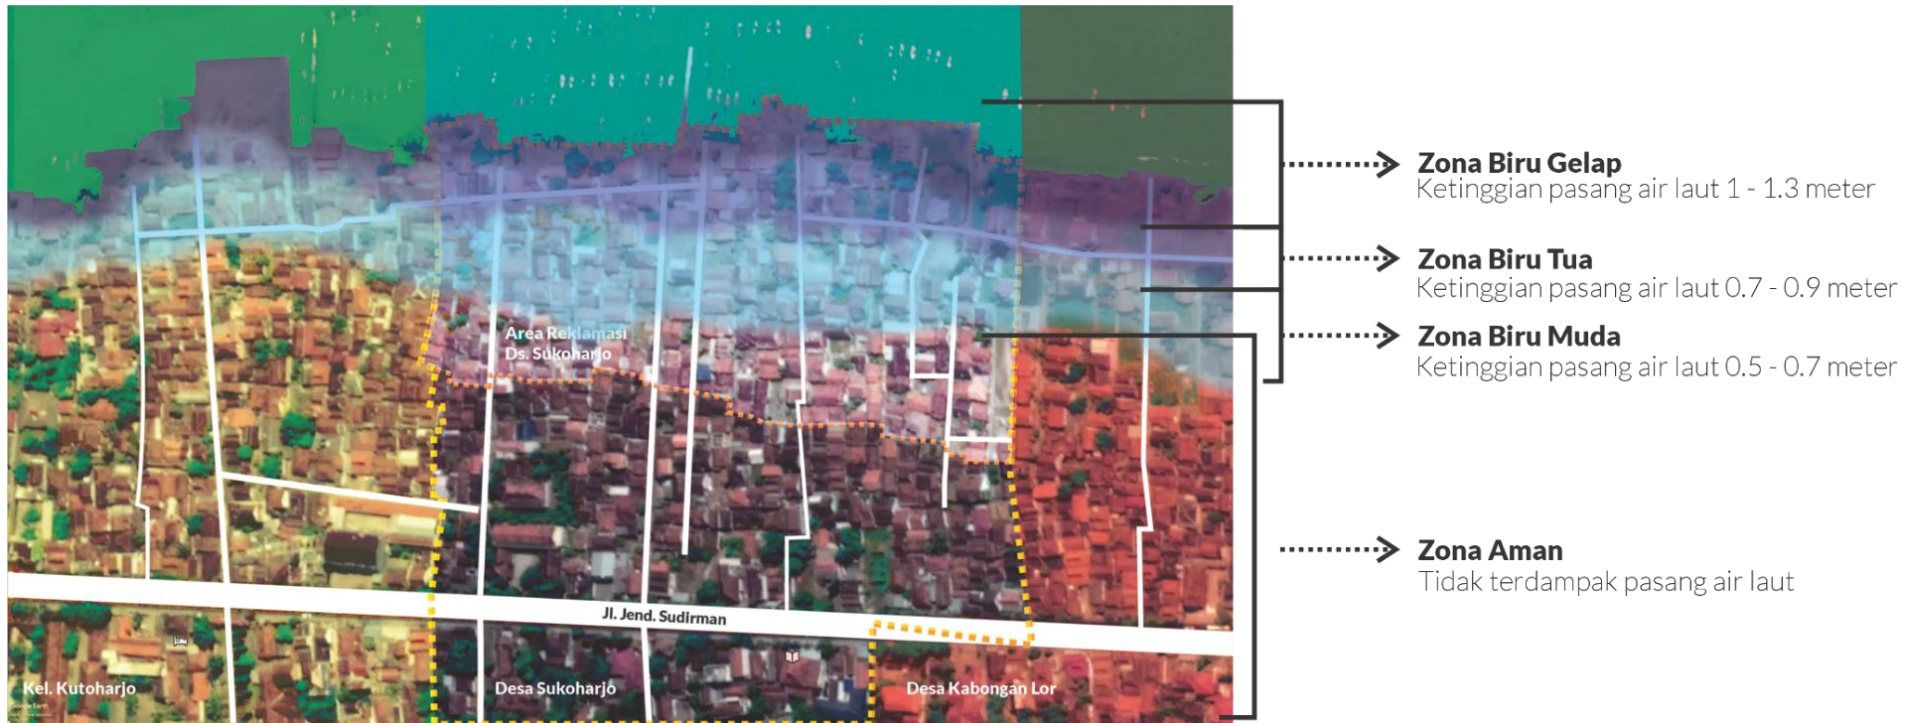 Zona Biru Gelap
Ketinggian pasang air laut 1 - 1.3 meter
Zona Biru Tua
Ketinggian pasang air laut 0.7 - 0.9 meter
Zona Biru Muda
Ketinggian pasang air laut 0.5 - 0.7 meter
Area Reklamasi
Ds. Sukoharjo
Zona Aman
Tidak terdampak pasang air laut
Jl. Jend. Sudirman
Kel. Kutoharjo
Desa Sukoharjo
Desa Kabongan Lor
Google Earth